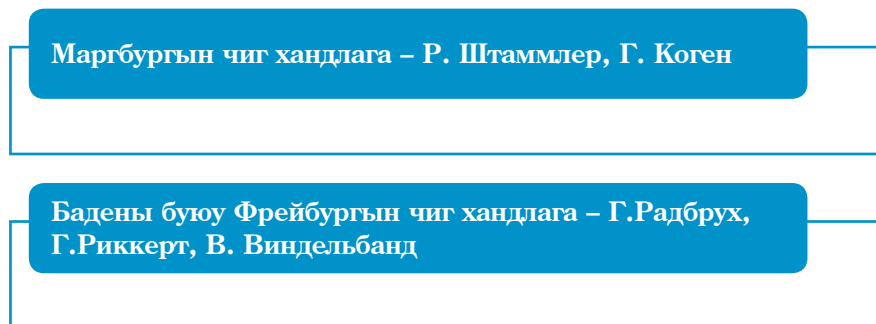 Маргбургын чиг хандлага – Р. Штаммлер, Г. Коген
Бадены буюу Фрейбургын чиг хандлага – Г.Радбрух,
Г.Риккерт, В. Виндельбанд